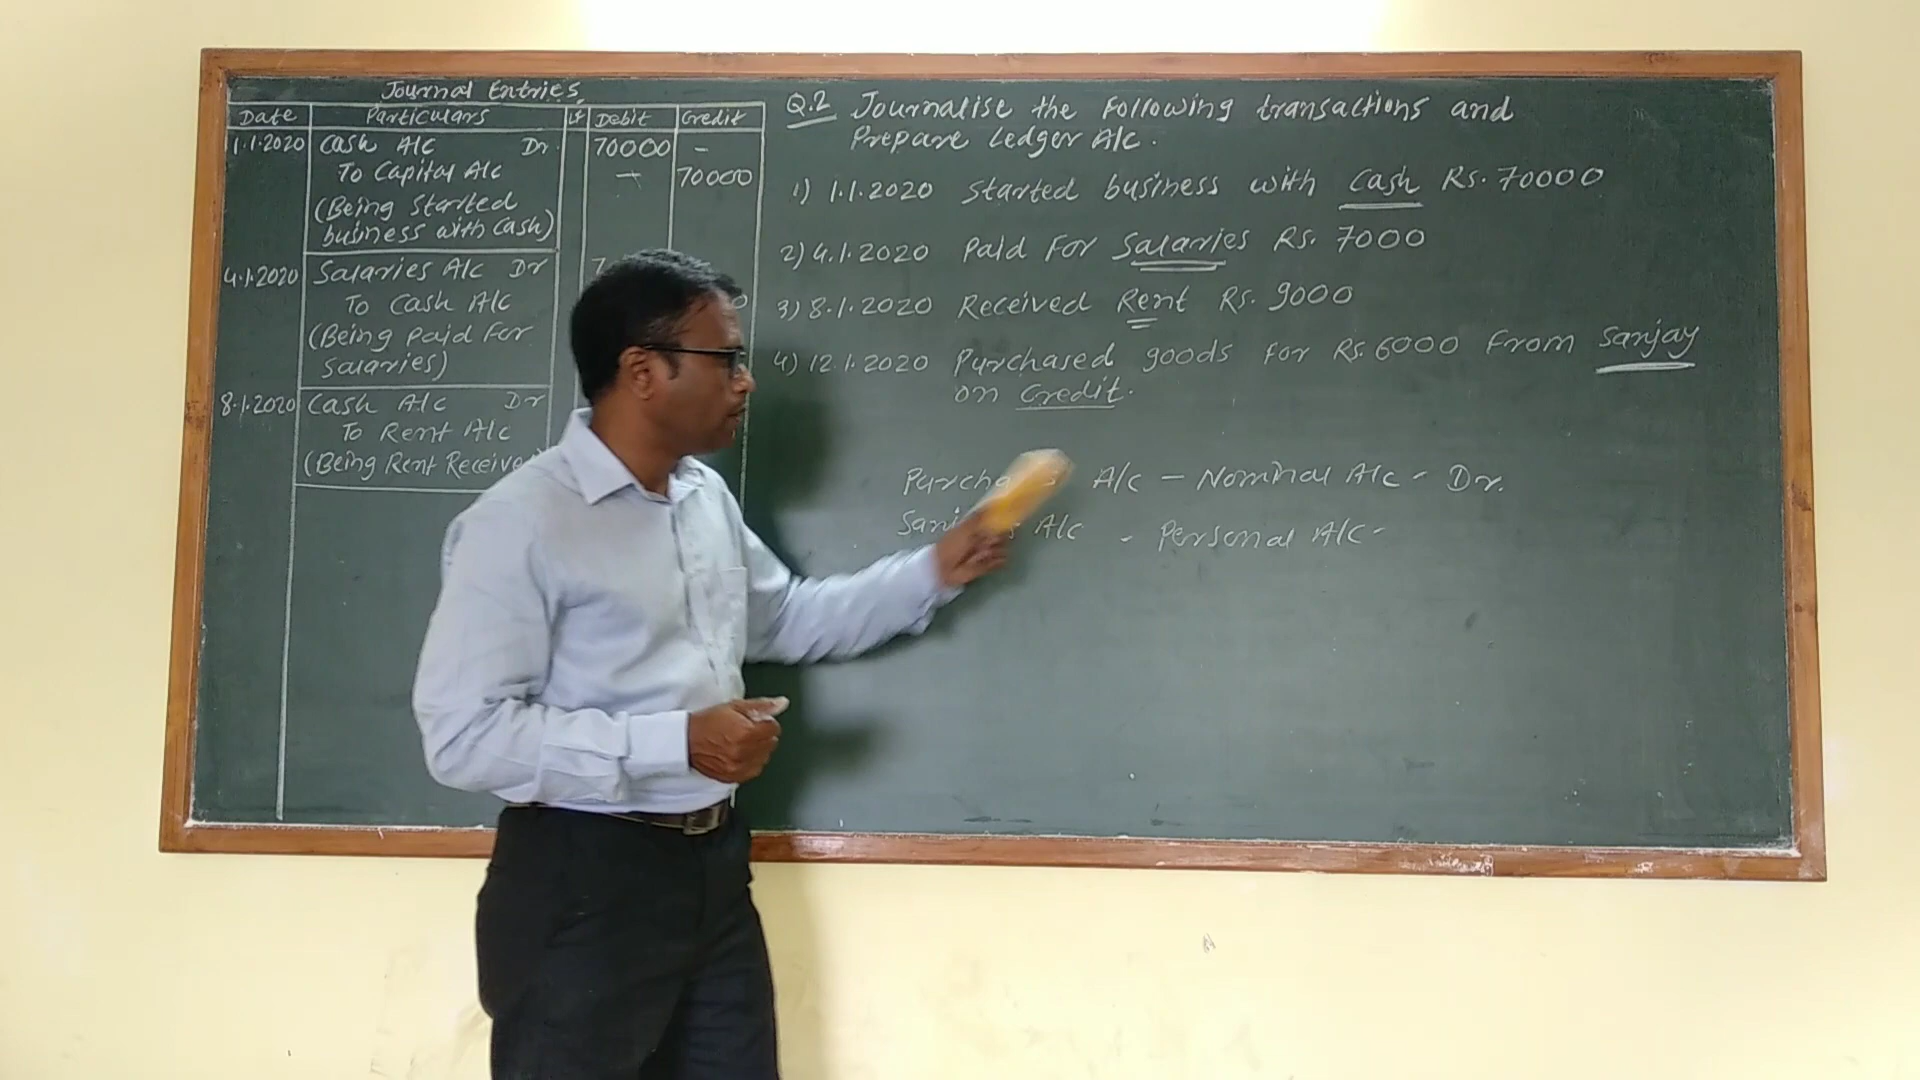 Journal Entries
Date Particulars LF Debit Credit
1.1.2020 Cash A/c Dr. 70000 -
To Capital A/c - 70000
(Being Started
business with Cash)
4.1.2020 Salaries A/c Dr 7
To Cash A/c 0
(Being Paid For
Salaries)
8.1.2020 Cash A/c Dr
To Rent A/c
(Being Rent
Q.2 Journalise the Following transactions and
Prepare Ledger A/c.
1) 1.1.2020 Started business with Cash Rs. 70000
2) 4.1.2020 Paid For Salaries Rs. 7000
3) 8.1.2020 Received Rent Rs. 9000
4) 12.1.2020 Purchased goods for Rs. 6000 From Sanjay
on Credit.
A/c - Nominal A/c - Dr.
A/c - Personal A/c -